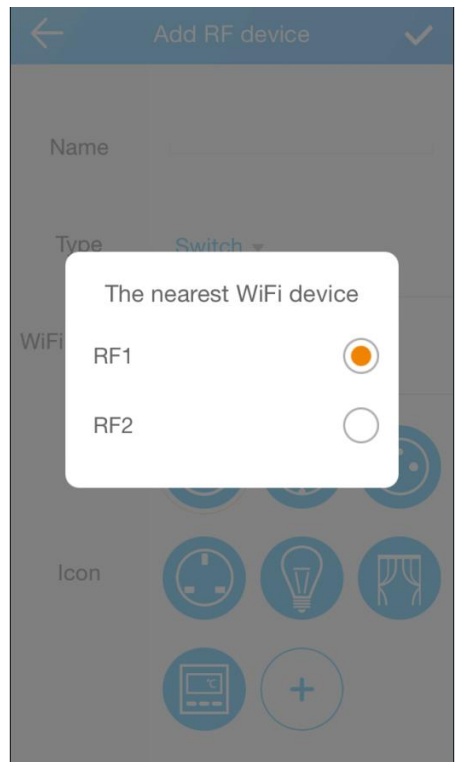 Add RF device
Name
Type Switch
The nearest WiFi device
WiFi
RF1
RF2
Icon
℃